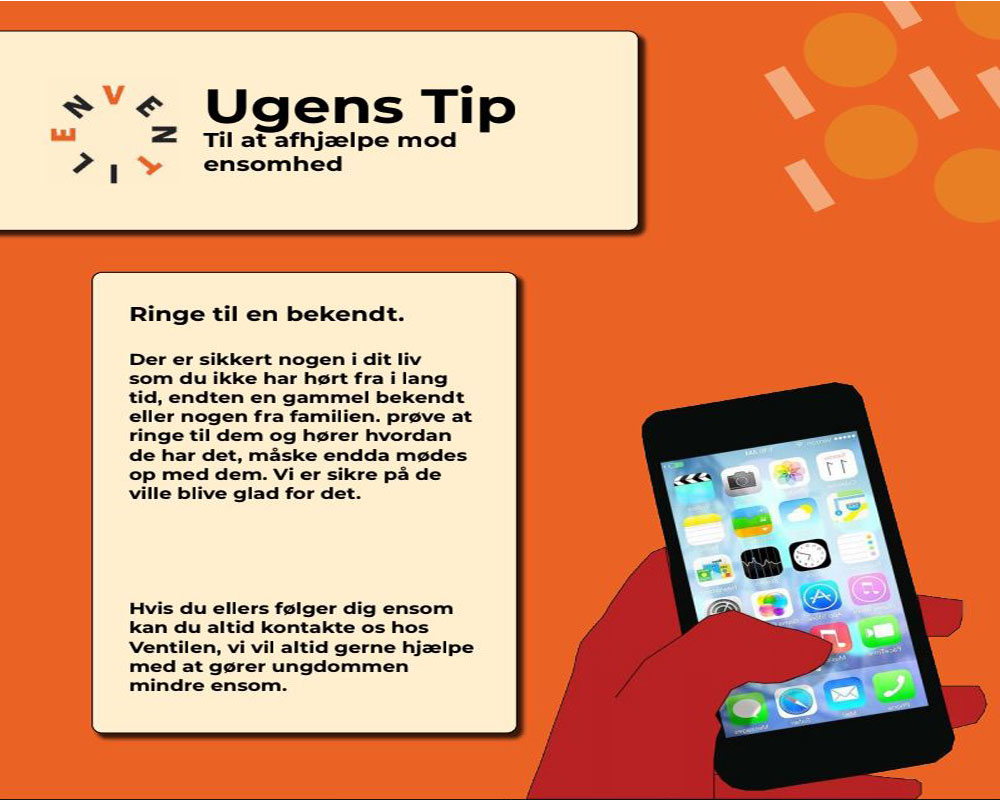 VENTILEN
Ugens Tip
Til at afhjælpe mod
ensomhed
Ringe til en bekendt.
Der er sikkert nogen i dit liv
som du ikke har hørt fra i lang
tid, endten en gammel bekendt
eller nogen fra familien. prøve at
ringe til dem og hører hvordan
de har det, måske endda mødes
op med dem. Vi er sikre på de
ville blive glad for det.
Hvis du ellers følger dig ensom
kan du altid kontakte os hos
Ventilen, vi vil altid gerne hjælpe
med at gører ungdommen
mindre ensom.